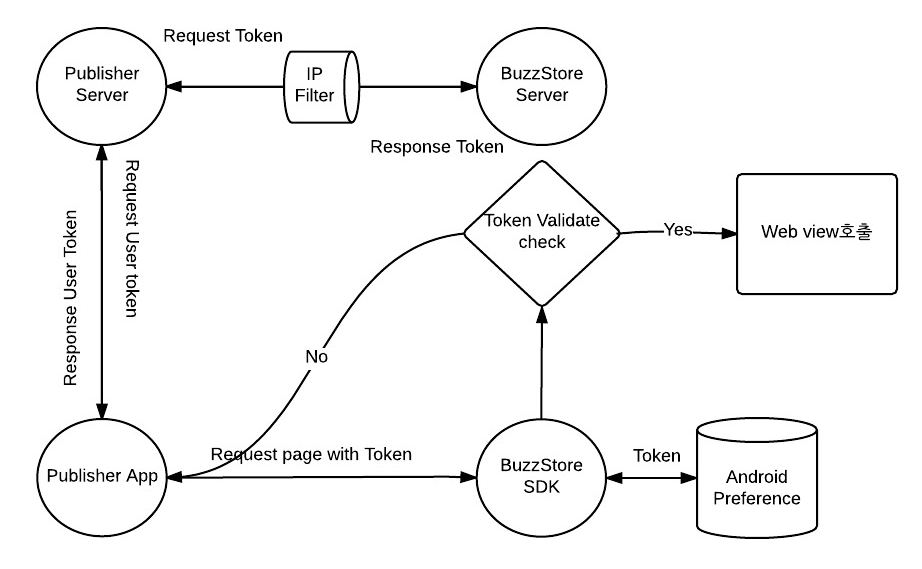 Request Token
Publisher
Server
IP
Filter
BuzzStore
Server
Response Token
Request User token
Response User Token
Token Validate
check
Yes
Web view호출
No
Request page with Token
Publisher App
BuzzStore
SDK
Token
Android
Preference